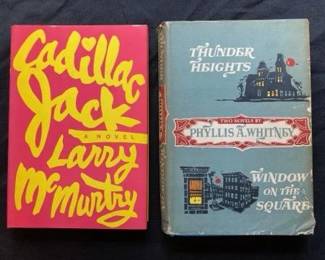 Cadillac
Jack
A NOVEL
Larry
McMurtry
THUNDER
HEIGHTS
TWO NOVELS BY
PHYLLIS A. WHITNEY
WINDOW
ON THE
SQUARE